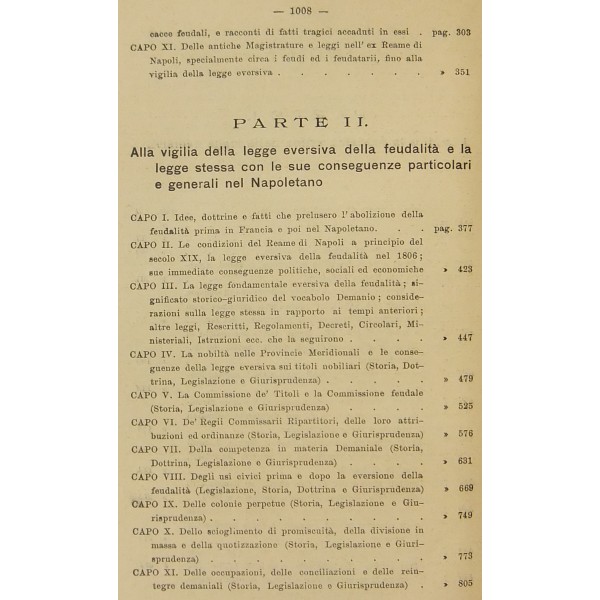 — 1008 —
cacce feudali, e racconti di fatti tragici accaduti in essi . pag. 303
CAPO XI. Delle antiche Magistrature e leggi nell' ex Reame di
Napoli, specialmente circa i feudi ed i feudatarii, fino alla
vigilia della legge eversiva . . . . . . » 351
PARTE II.
Alla vigilia della legge eversiva della feudalità e la
legge stessa con le sue conseguenze particolari
e generali nel Napoletano
CAPO I. Idee, dottrine e fatti che prelusero l'abolizione della
feudalità prima in Francia e poi nel Napoletano. . . pag. 377
CAPO II. Le condizioni del Reame di Napoli a principio del
secolo XIX, la legge eversiva della feudalità nel 1806;
sue immediate conseguenze politiche, sociali ed economiche » 423
CAPO III. La legge fondamentale eversiva della feudalità; si-
gnificato storico-giuridico del vocabolo Demanio; conside-
razioni sulla legge stessa in rapporto ai tempi anteriori;
altre leggi, Rescritti, Regolamenti, Decreti, Circolari, Mi-
nisteriali, Istruzioni ecc. che la seguirono . . . . » 447
CAPO IV. La nobiltà nelle Provincie Meridionali e le conse-
guenze della legge eversiva sui titoli nobiliari (Storia, Dot-
trina, Legislazione e Giurisprudenza) . . . . . » 479
CAPO V. La Commissione de' Titoli e la Commissione feudale
(Storia, Legislazione e Giurisprudenza) . . . . » 525
CAPO VI. De' Regii Commissarii Ripartitori, delle loro attri-
buzioni ed ordinanze (Storia, Legislazione e Giurisprudenza) » 576
CAPO VII. Della competenza in materia Demaniale (Storia,
Dottrina, Legislazione e Giurisprudenza) . . . . » 631
CAPO VIII. Degli usi civici prima e dopo la eversione della
feudalità (Legislazione, Storia, Dottrina e Giurisprudenza) » 669
CAPO IX. Delle colonie perpetue (Storia, Legislazione e Giu-
risprudenza) . . . . . . . . . » 749
CAPO X. Dello scioglimento di promiscuità, della divisione in
massa e della quotizzazione (Storia, Legislazione e Giuri-
sprudenza) . . . . . . . . . » 773
CAPO XI. Delle occupazioni, delle conciliazioni e delle rein-
tegre demaniali (Storia, Legislazione e Giurisprudenza) . » 805